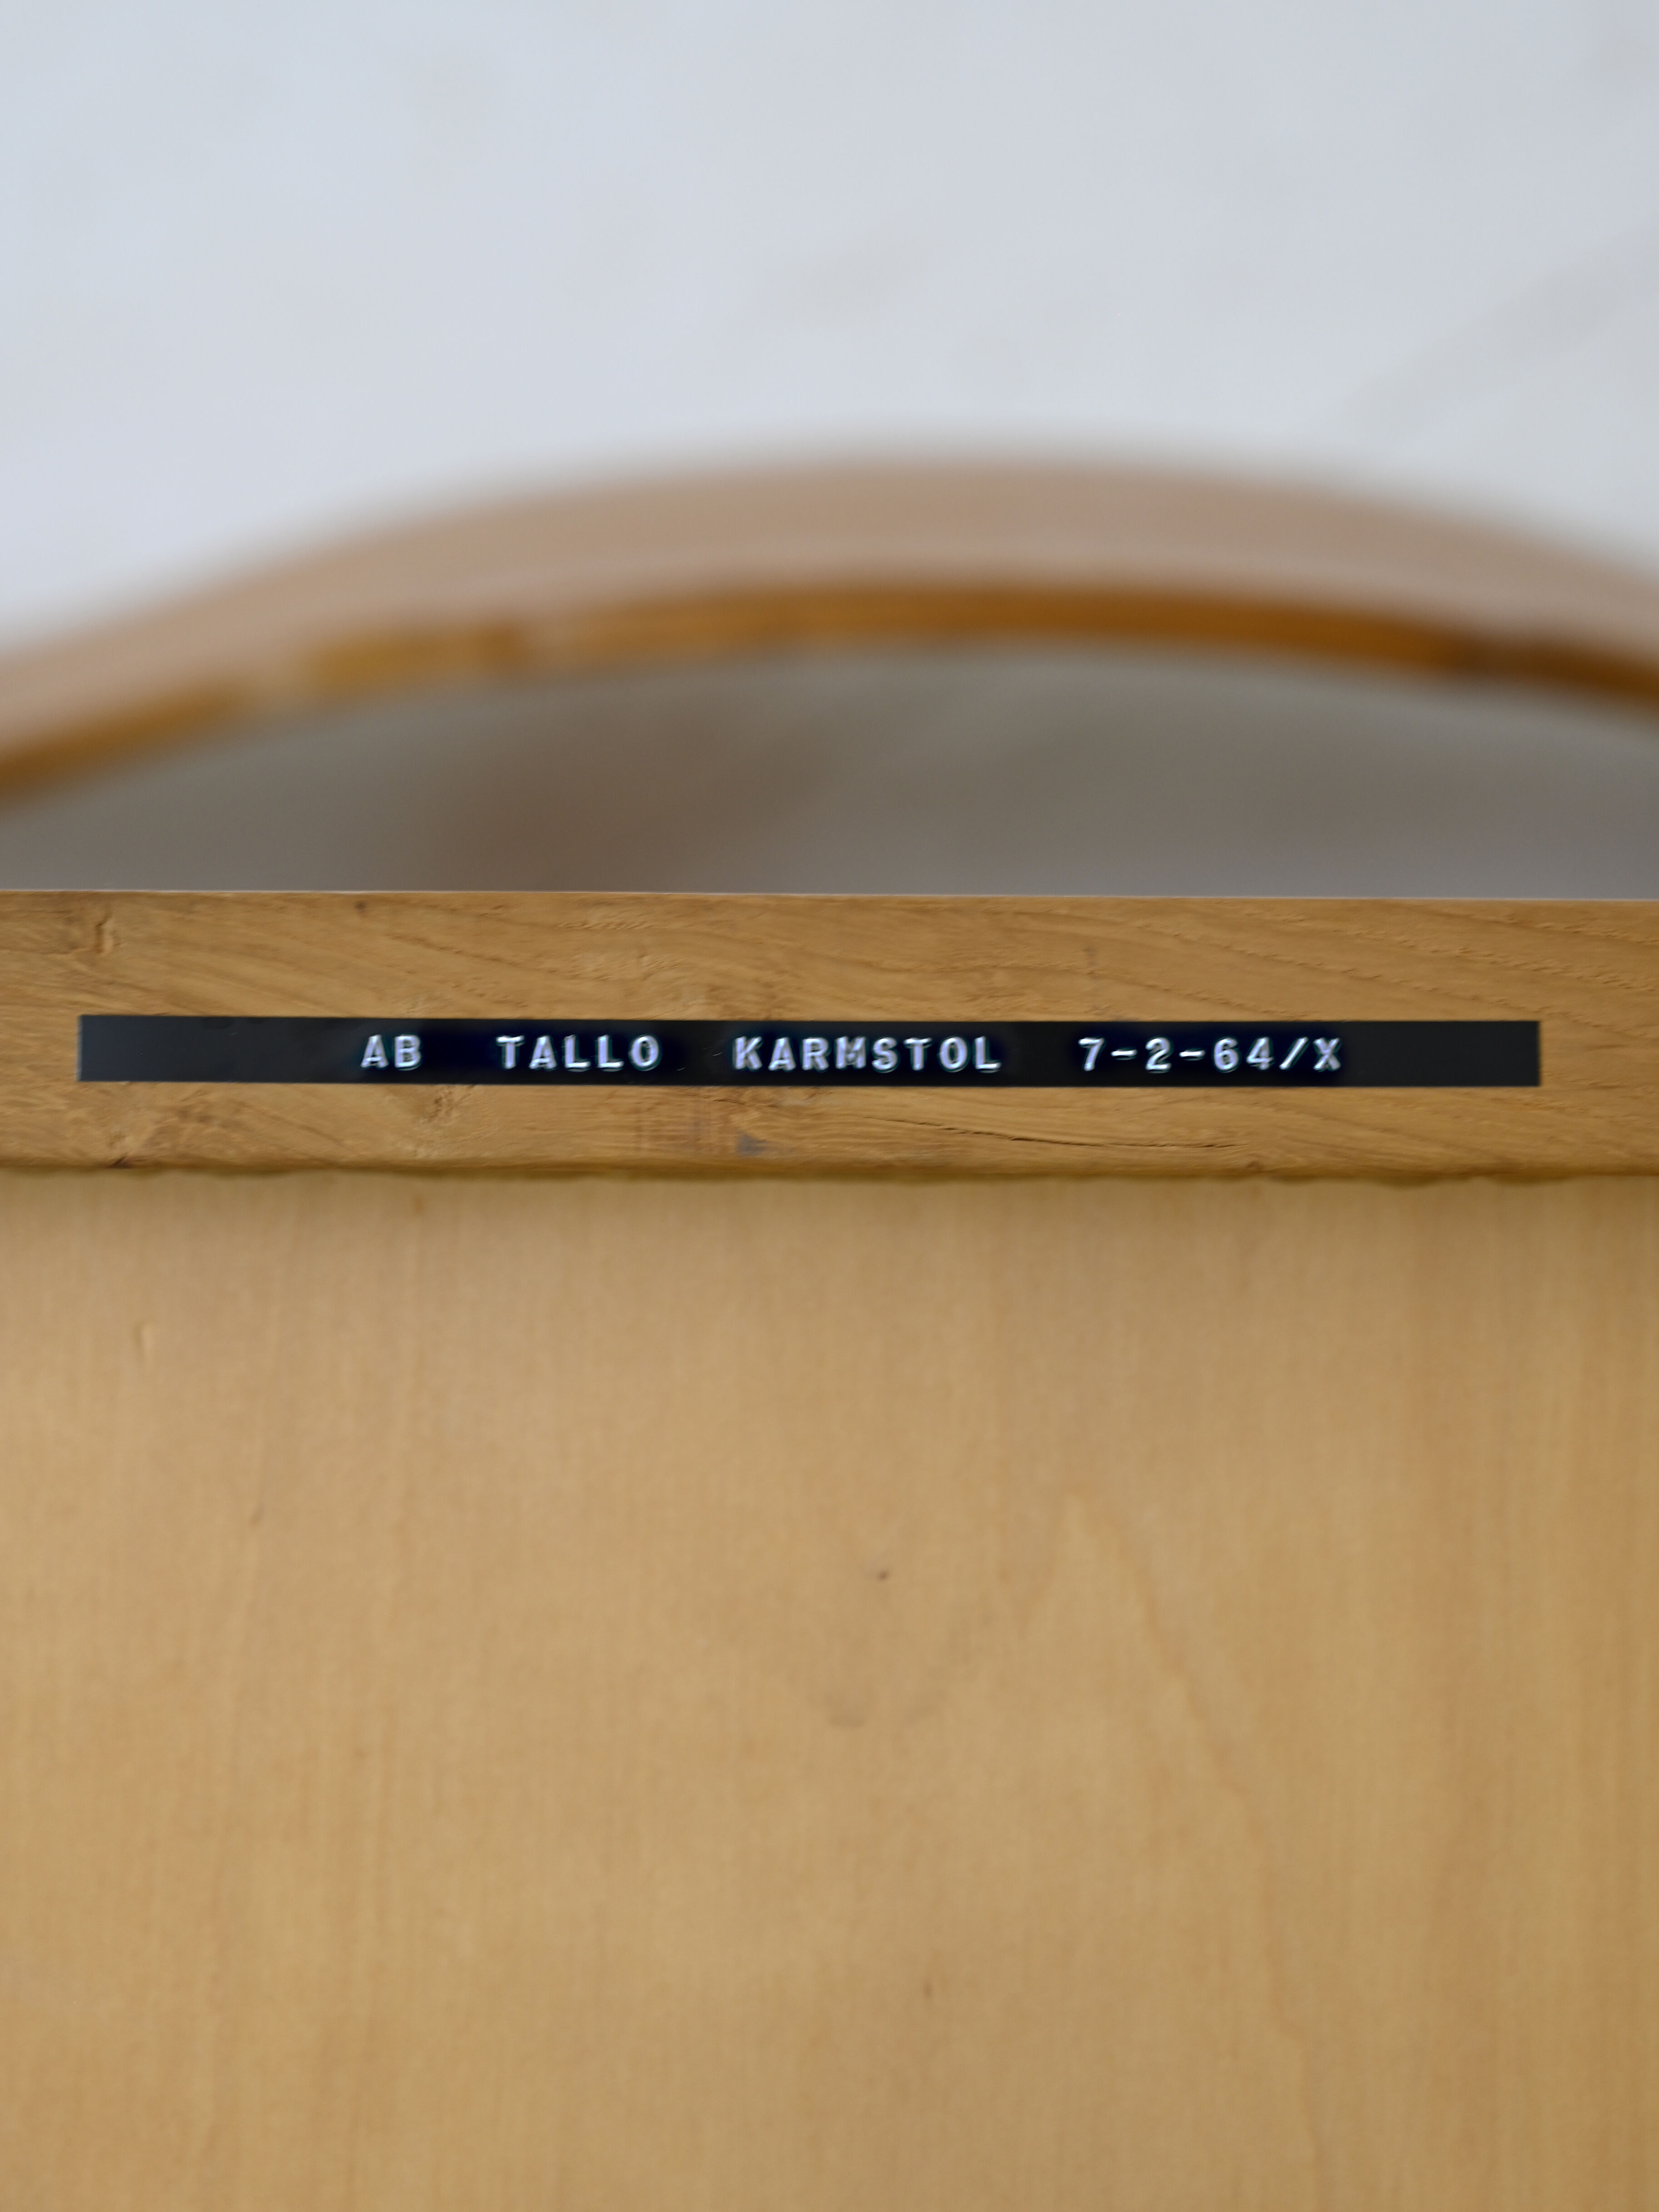 AB TALLO KARMSTOL 7-2-64/X